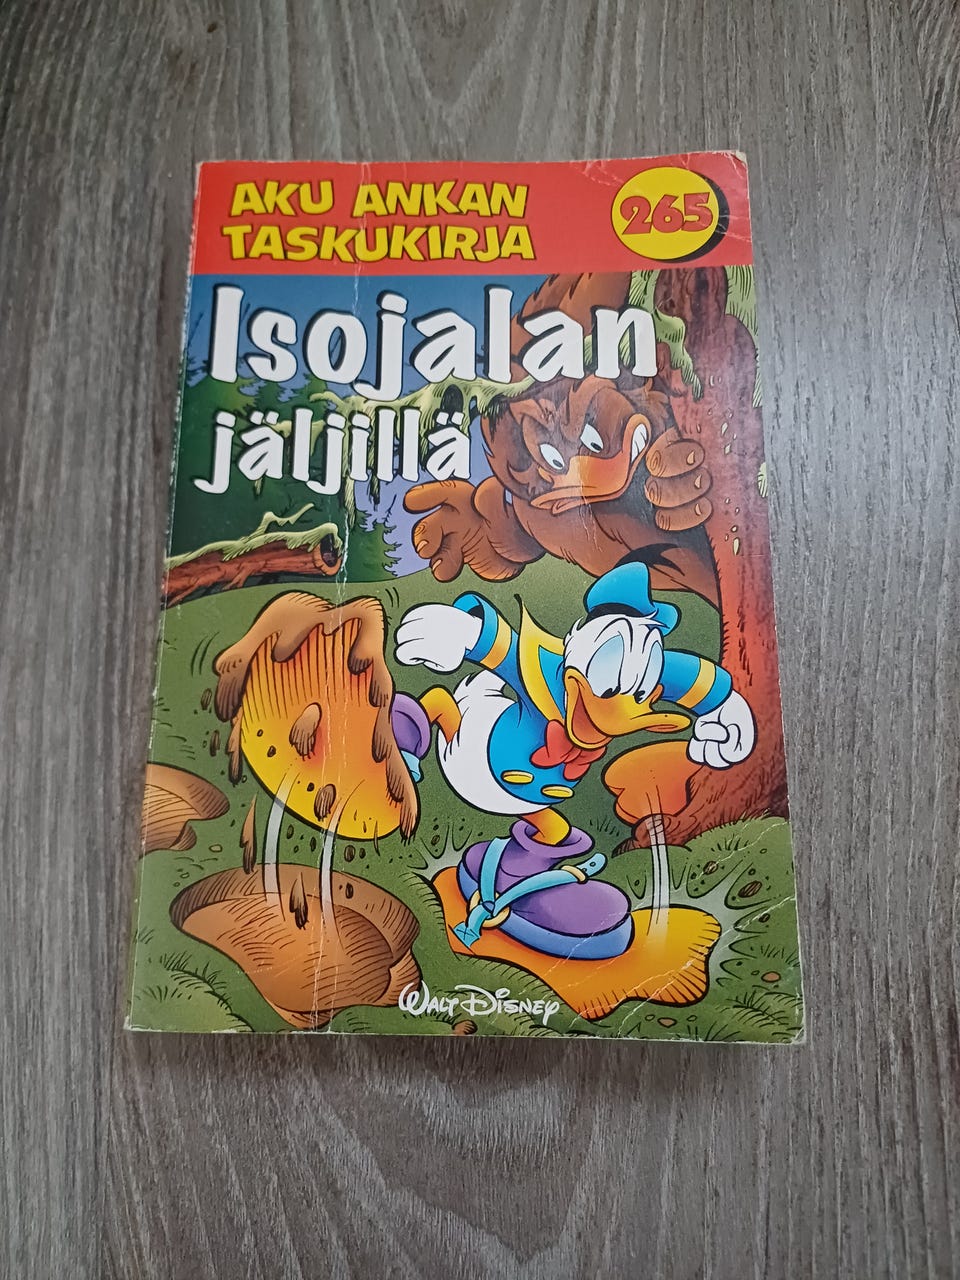 AKU ANKAN
TASKUKIRJA
265
Isojalan
jäljillä
WALT DISNEY